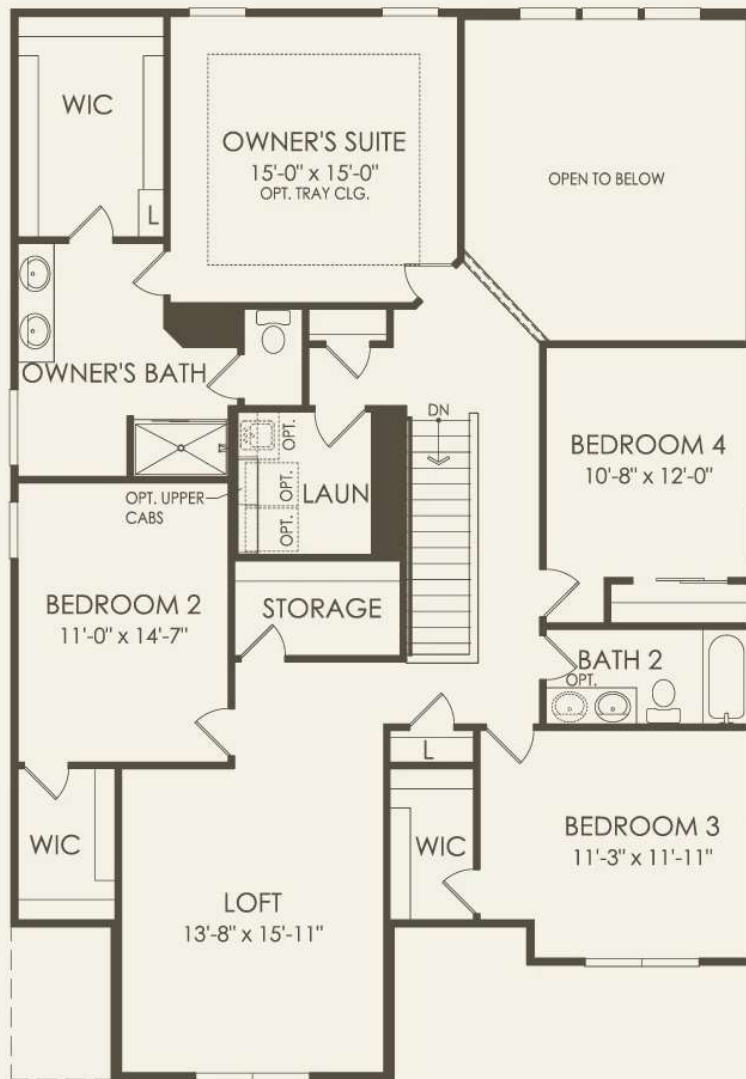 WIC
L
OWNER'S SUITE
15'-0" x 15'-0"
OPT. TRAY CLG.
OPEN TO BELOW
OWNER'S BATH
DN
OPT.
OPT.
OPT.
LAUN
OPT. UPPER
CABS
BEDROOM 4
10'-8" x 12'-0"
BEDROOM 2
11'-0" x 14'-7"
STORAGE
BATH 2
OPT.
L
WIC
WIC
BEDROOM 3
11'-3" x 11'-11"
LOFT
13'-8" x 15'-11"